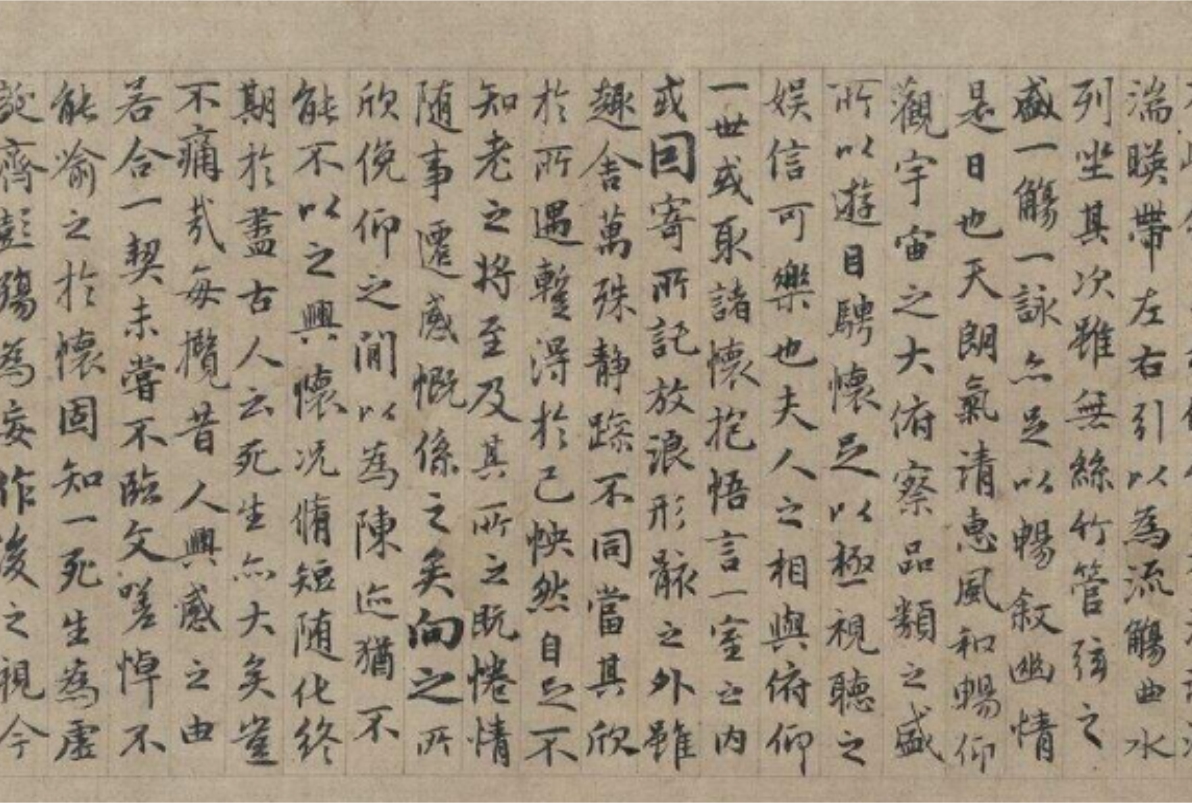 湍暎帶左右引以為流觴曲水
列坐其次雖無絲竹管弦之
盛一觴一詠亦足以暢叙幽情
是日也天朗氣清惠風和暢仰
觀宇宙之大俯察品類之盛
所以遊目騁懷足以極視聽之
娛信可樂也夫人之相與俯仰
一世或取諸懷抱悟言一室之內
或因寄所託放浪形骸之外雖
趣舍萬殊静躁不同當其欣
於所遇蹔得於己怏然自足不
知老之將至及其所之既惓情
随事遷感慨係之矣向之所
欣俛仰之閒以為陳迹猶不
能不以之興懷況脩短随化終
期於盡古人云死生亦大矣豈
不痛哉每攬昔人興感之由
若合一契未嘗不臨文嗟悼不
能喻之於懷固知一死生為虛
誕齊彭殤為妄作後之視今